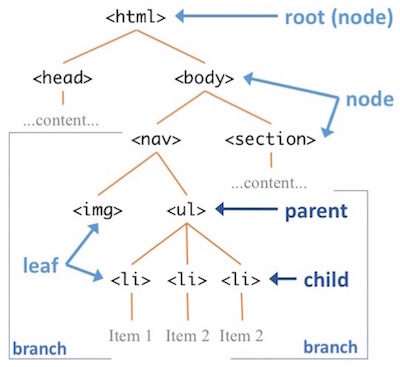 <html> root (node)
<head> <body>
node
...content...
<nav> <section>
...content...
<img> <ul> parent
leaf
<li> <li> <li> child
Item 1 Item 2 Item 2
branch branch